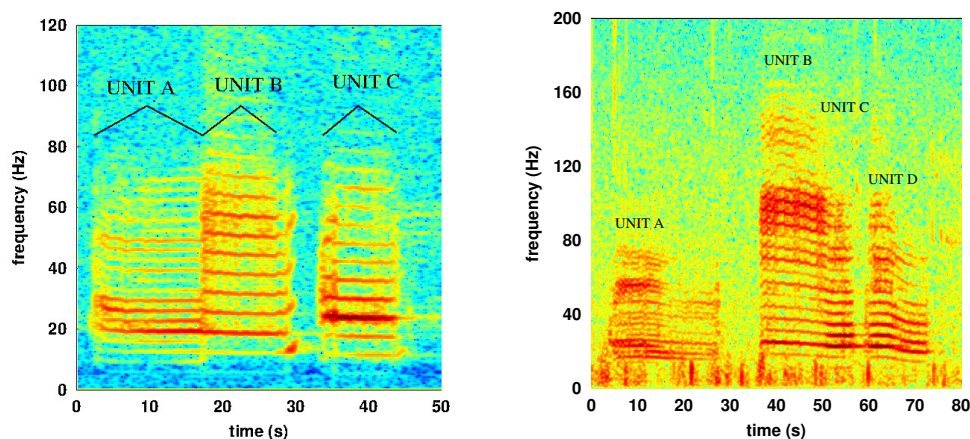 120
100
80
60
40
20
0
frequency (Hz)
UNIT A
UNIT B
UNIT C
0 10 20 30 40 50
time (s)
200
160
120
80
40
0
frequency (Hz)
UNIT A
UNIT B
UNIT C
UNIT D
0 10 20 30 40 50 60 70 80
time (s)